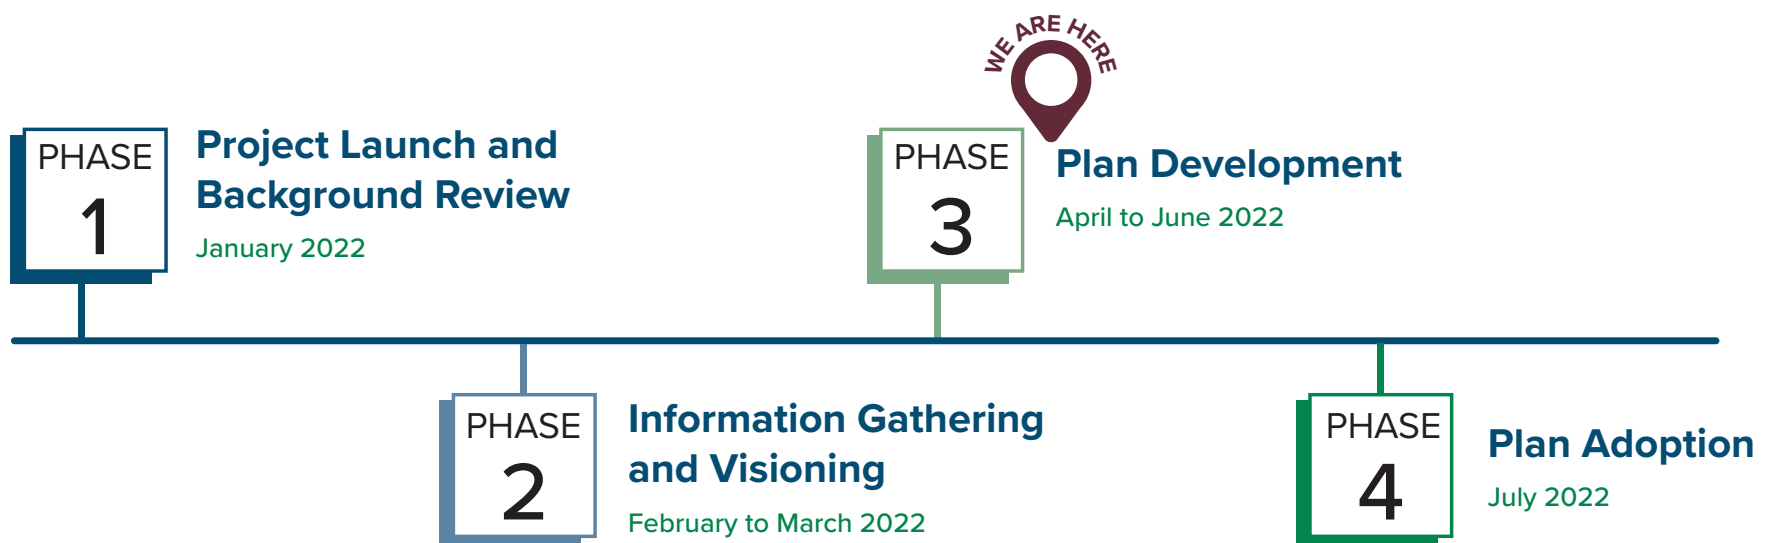 PHASE
1
Project Launch and
Background Review
January 2022
PHASE
2
Information Gathering
and Visioning
February to March 2022
WE ARE HERE
PHASE
3
Plan Development
April to June 2022
PHASE
4
Plan Adoption
July 2022